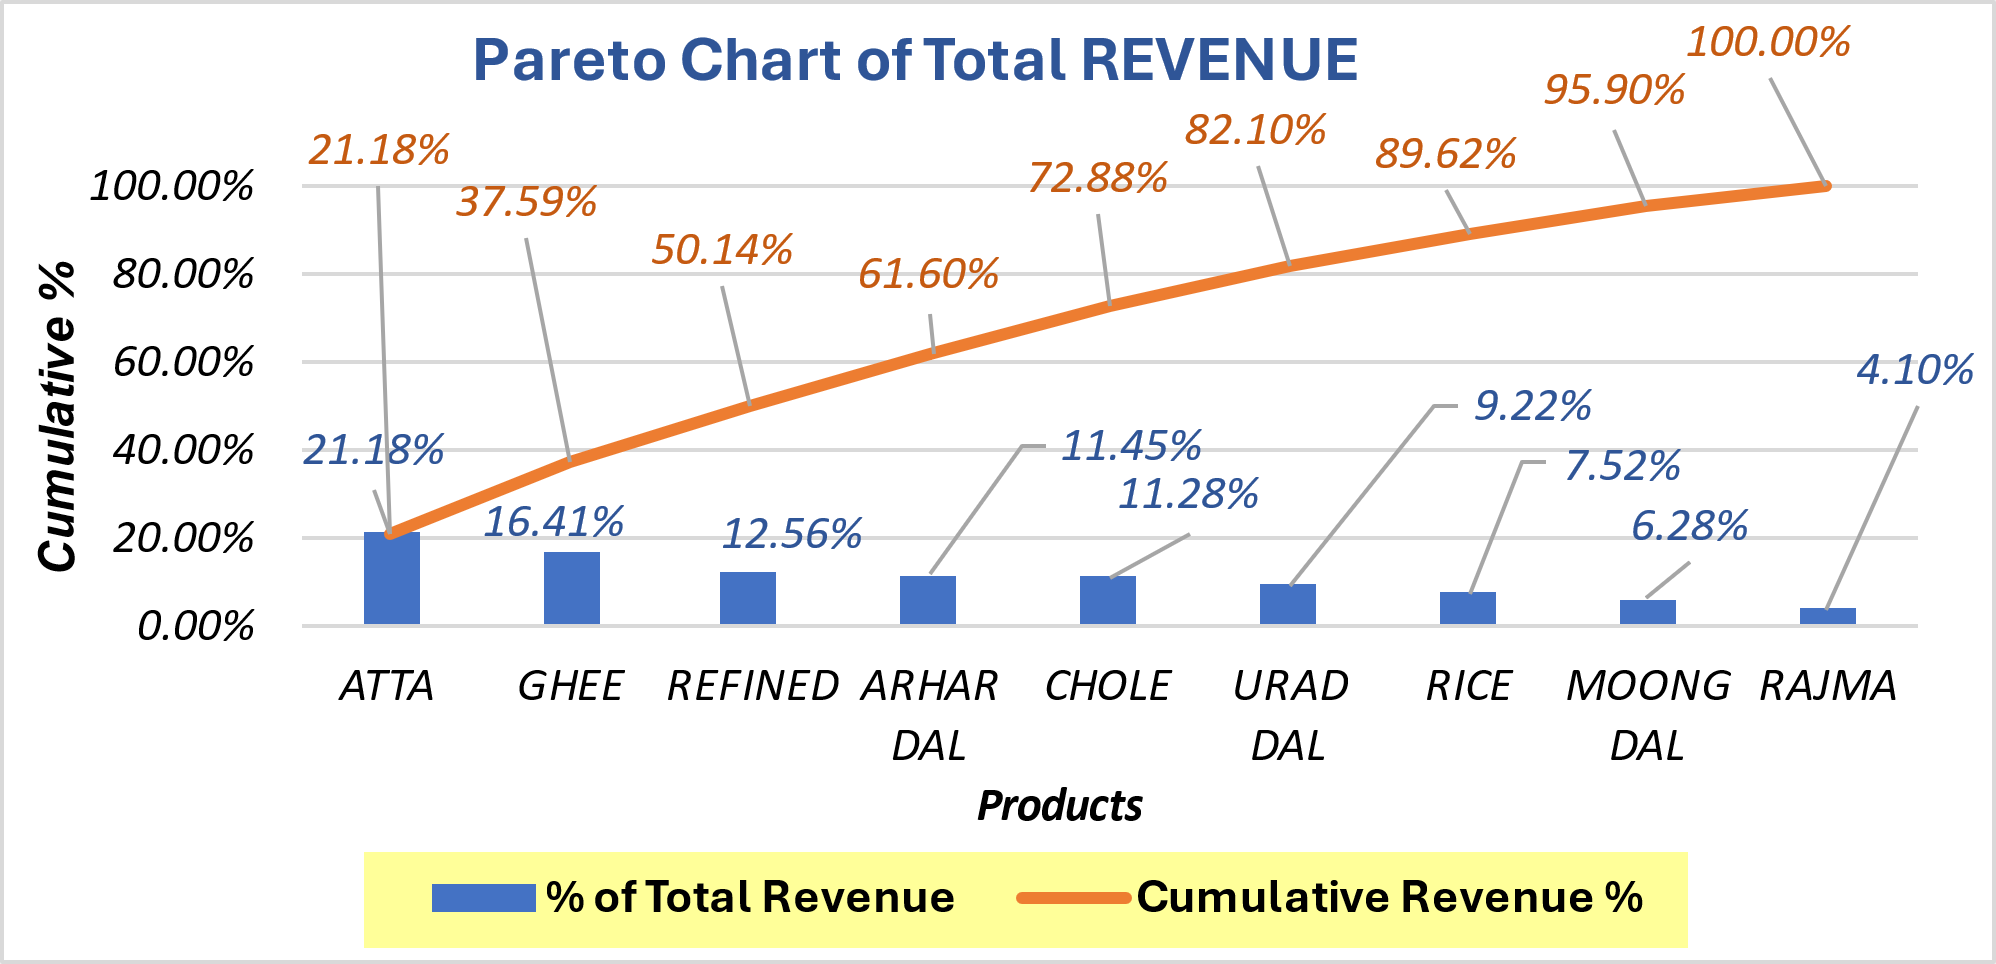 Pareto Chart of Total REVENUE
100.00%
95.90%
82.10%
21.18%
89.62%
72.88%
37.59%
50.14%
61.60%
100.00%
80.00%
60.00%
40.00%
20.00%
0.00%
Cumulative %
4.10%
9.22%
11.45%
21.18%
7.52%
11.28%
16.41%
6.28%
12.56%
ATTA
GHEE
REFINED
ARHAR
DAL
CHOLE
URAD
DAL
RICE
MOONG
DAL
RAJMA
Products
% of Total Revenue
Cumulative Revenue %